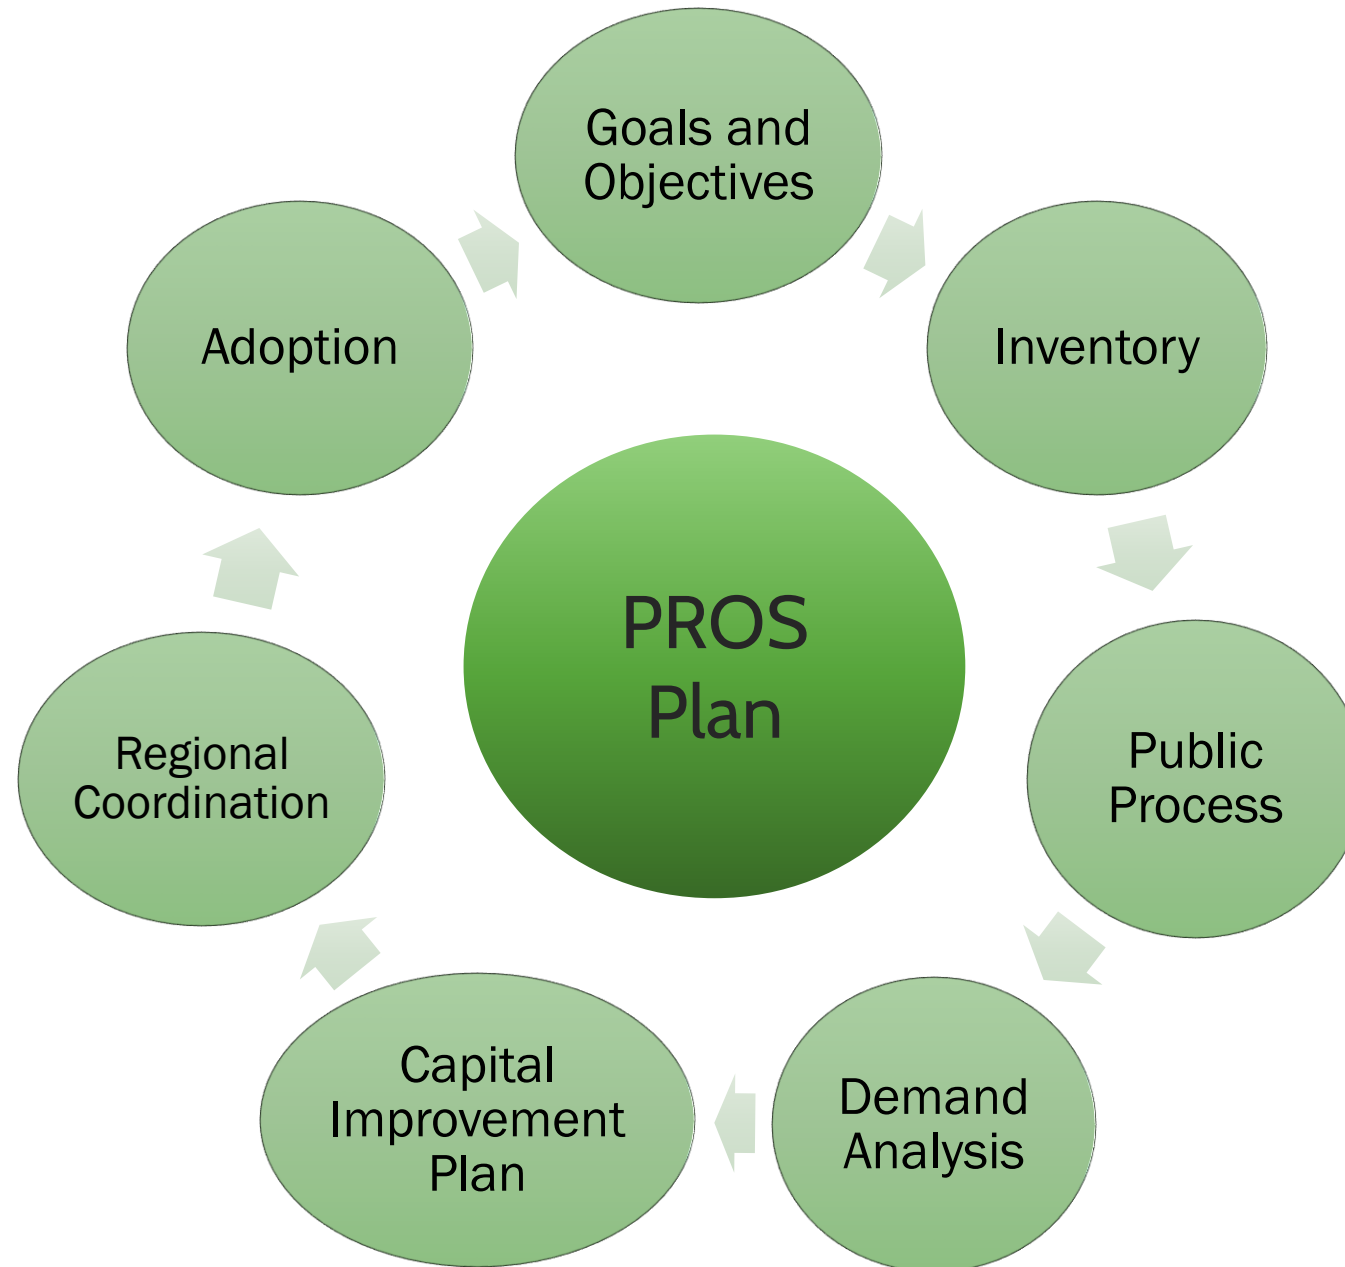 Goals and
Objectives
Inventory
Public
Process
Demand
Analysis
Capital
Improvement
Plan
Regional
Coordination
Adoption
PROS
Plan